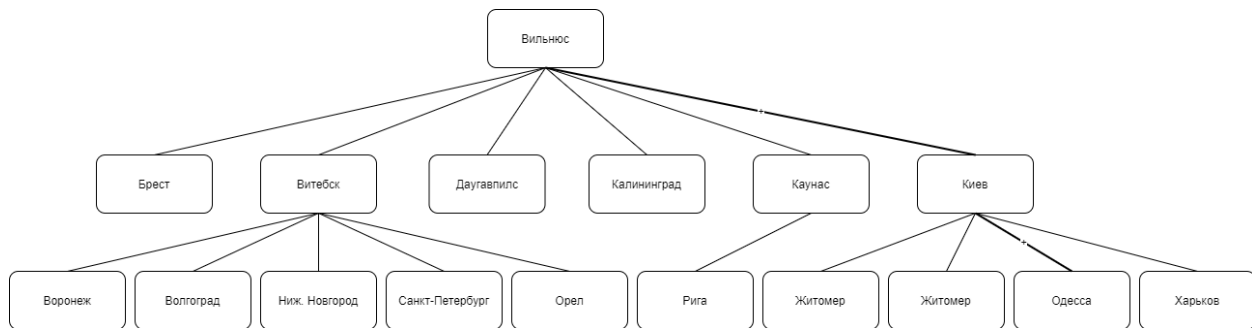 Вильнюс
Брест
Витебск
Даугавпилс
Калининград
Каунас
Киев
Воронеж
Волгоград
Ниж. Новгород
Санкт-Петербург
Орел
Рига
Житомер
Житомер
Одесса
Харьков